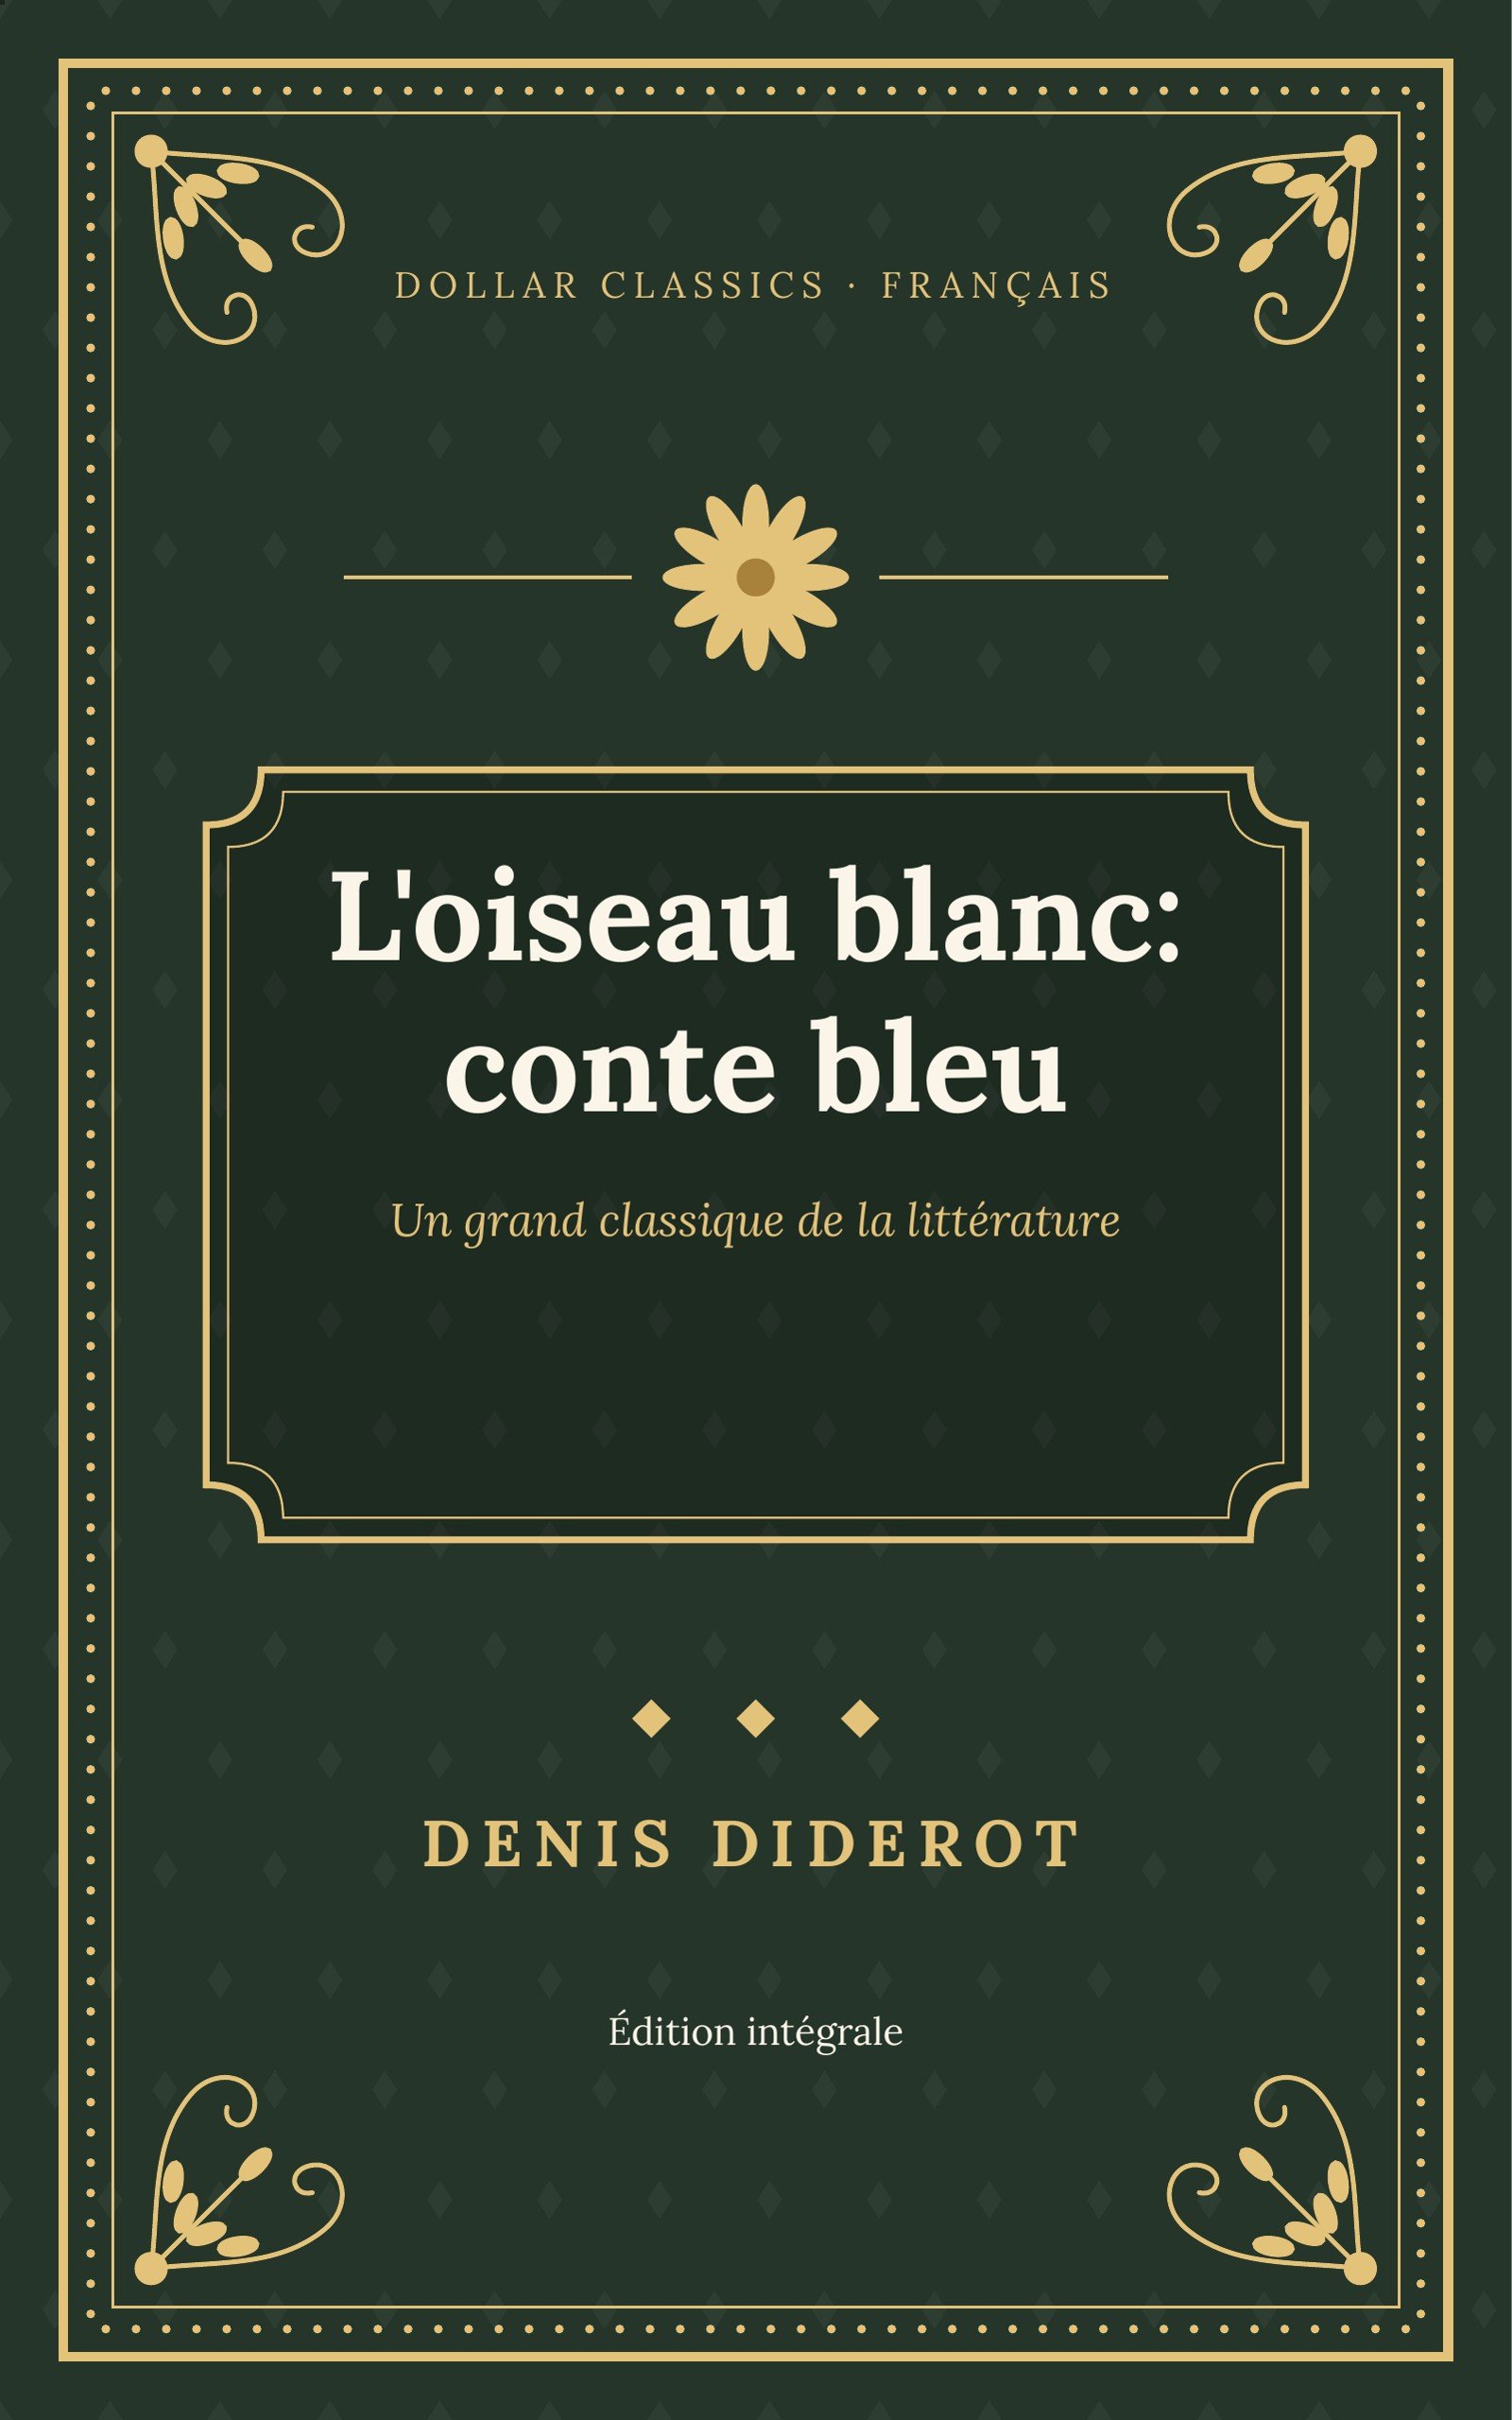 DOLLAR CLASSICS · FRANÇAIS
L'oiseau blanc:
conte bleu
Un grand classique de la littérature
DENIS DIDEROT
Édition intégrale